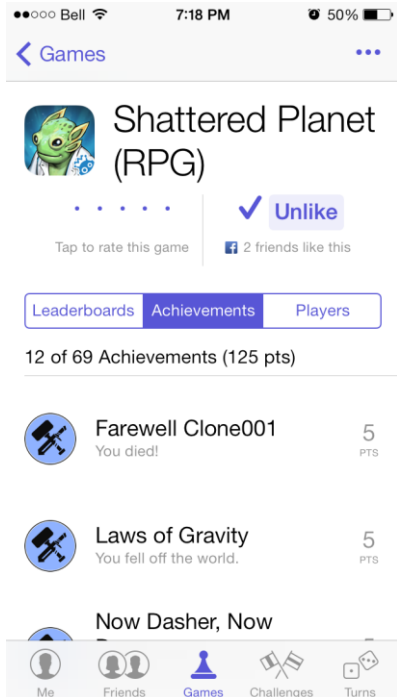 Bell 7:18 PM 50%
Games
Shattered Planet
(RPG)
Unlike
Tap to rate this game
2 friends like this
Leaderboards Achievements Players
12 of 69 Achievements (125 pts)
Farewell Clone001
You died!
5
PTS
Laws of Gravity
You fell off the world.
5
PTS
Now Dasher, Now
Me Friends Games Challenges Turns